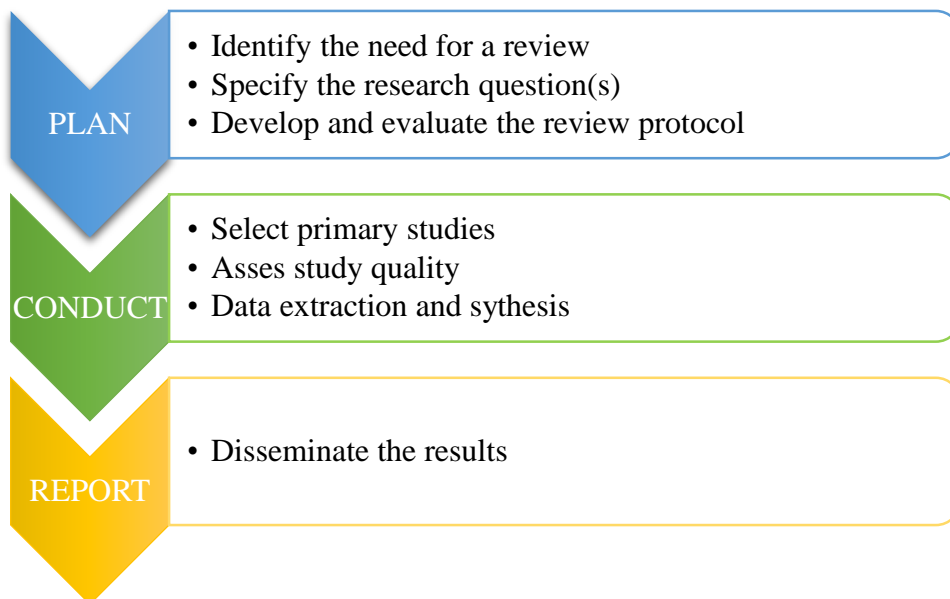 PLAN
• Identify the need for a review
• Specify the research question(s)
• Develop and evaluate the review protocol
CONDUCT
• Select primary studies
• Asses study quality
• Data extraction and sythesis
REPORT
• Disseminate the results